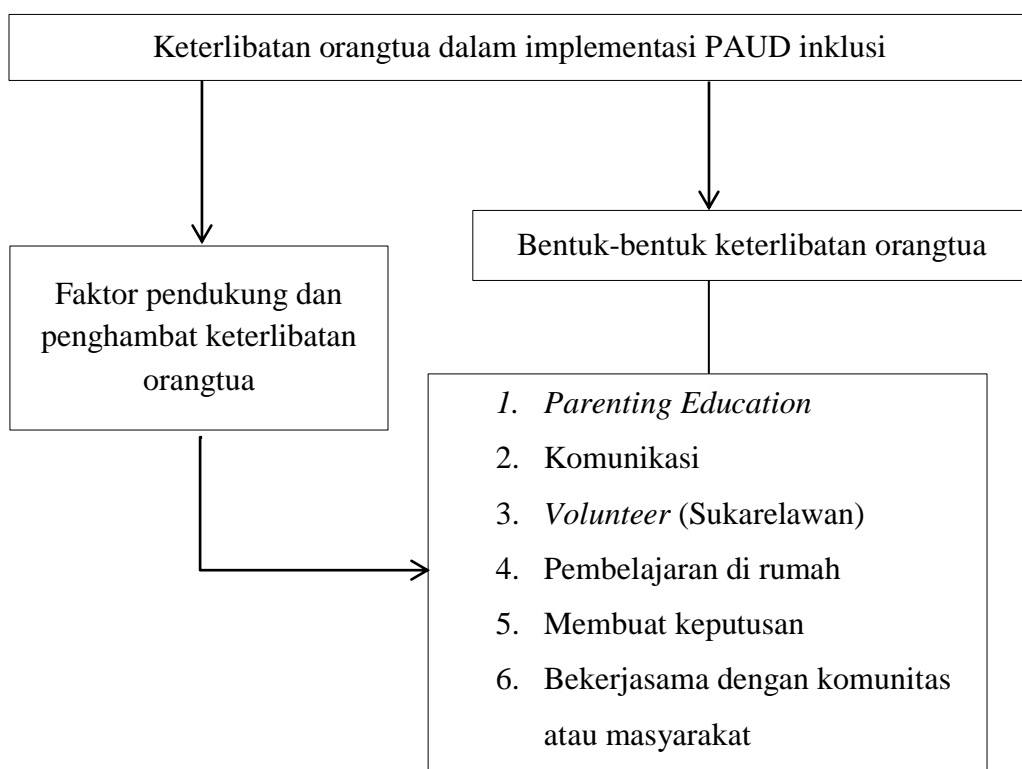 Keterlibatan orangtua dalam implementasi PAUD inklusi
Bentuk-bentuk keterlibatan orangtua
Faktor pendukung dan
penghambat keterlibatan
orangtua
1. Parenting Education
2. Komunikasi
3. Volunteer (Sukarelawan)
4. Pembelajaran di rumah
5. Membuat keputusan
6. Bekerjasama dengan komunitas
atau masyarakat